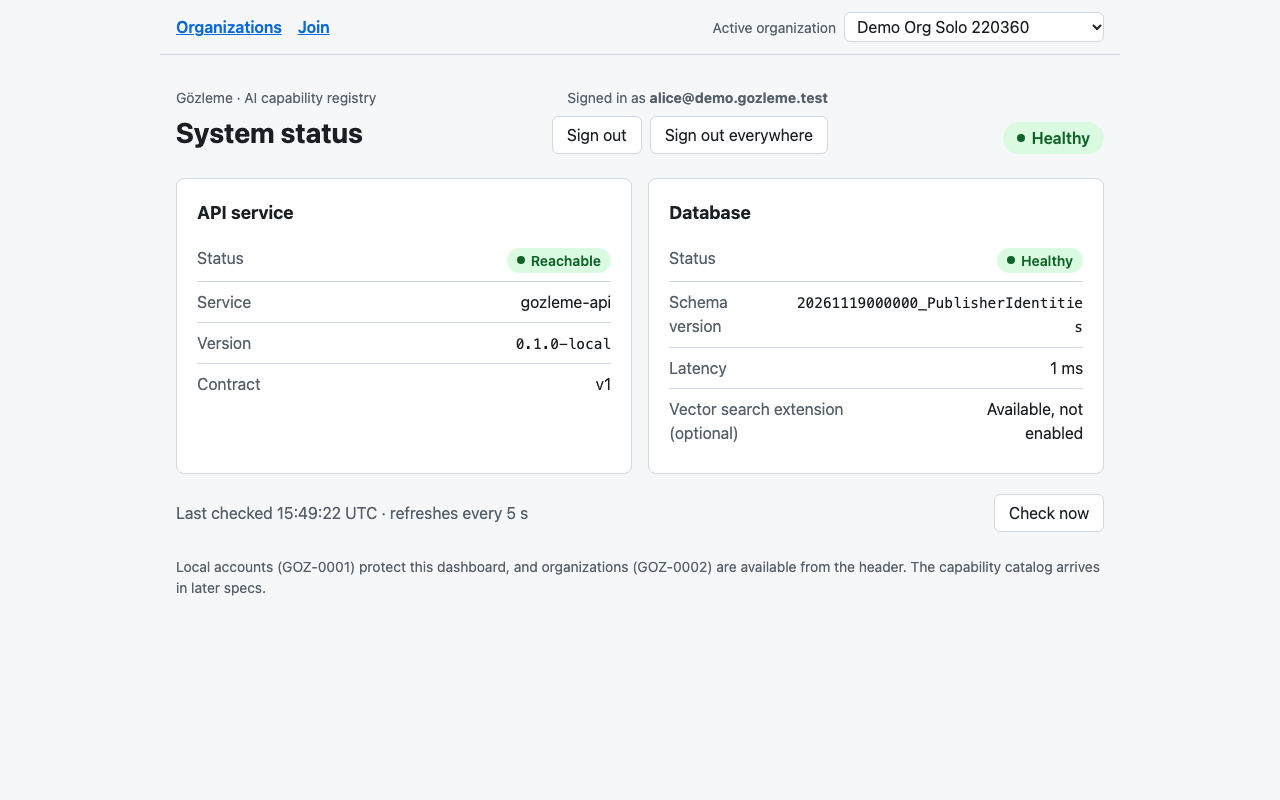 Organizations Join Active organization Demo Org Solo 220360
Gözleme · AI capability registry
System status
Signed in as alice@demo.gozleme.test
Sign out Sign out everywhere
Healthy
API service
Status Reachable
Service gozleme-api
Version 0.1.0-local
Contract v1
Database
Status Healthy
Schema 20261119000000_PublisherIdentitie
version s
Latency 1 ms
Vector search extension Available, not
(optional) enabled
Last checked 15:49:22 UTC · refreshes every 5 s Check now
Local accounts (GOZ-0001) protect this dashboard, and organizations (GOZ-0002) are available from the header. The capability catalog arrives
in later specs.